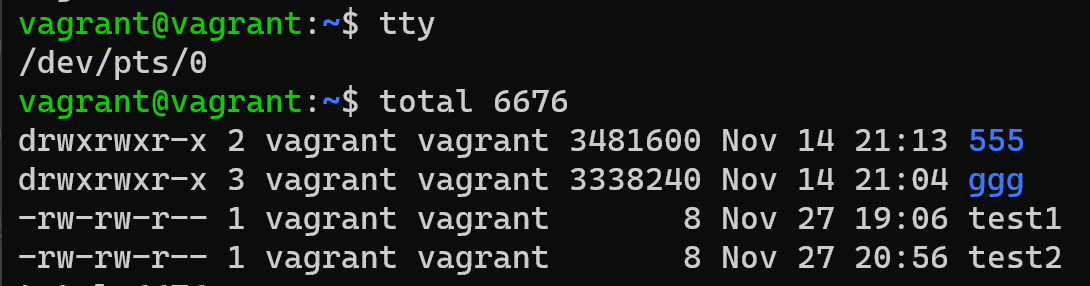 vagrant@vagrant:~$ tty
/dev/pts/0
vagrant@vagrant:~$ total 6676
drwxrwxr-x 2 vagrant vagrant 3481600 Nov 14 21:13 555
drwxrwxr-x 3 vagrant vagrant 3338240 Nov 14 21:04 ggg
-rw-rw-r-- 1 vagrant vagrant       8 Nov 27 19:06 test1
-rw-rw-r-- 1 vagrant vagrant       8 Nov 27 20:56 test2